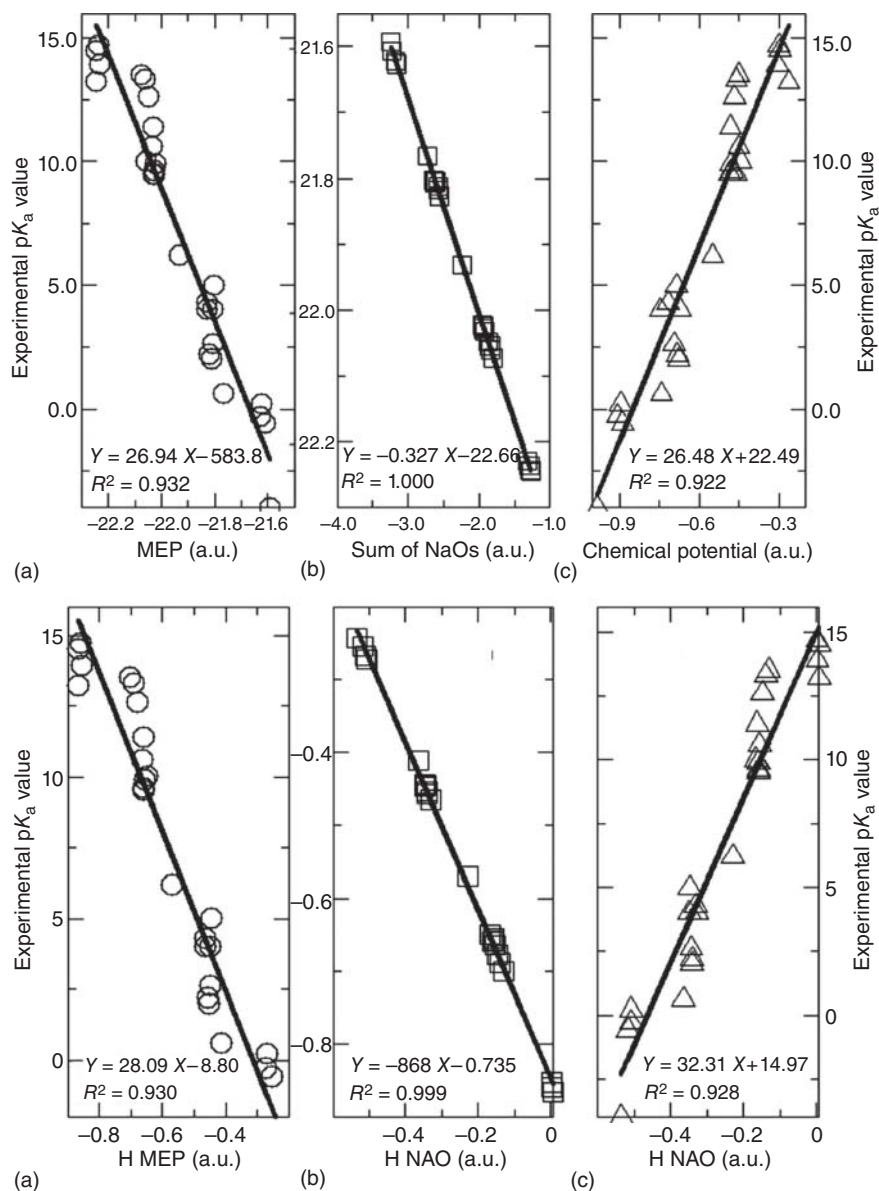 15.0
10.0
5.0
0.0
Experimental pKa value
Y = 26.94 X−583.8
R² = 0.932
−22.2 −22.0 −21.8 −21.6
MEP (a.u.)
(a)
21.6
21.8
22.0
22.2
Y = −0.327 X−22.66
R² = 1.000
−4.0 −3.0 −2.0 −1.0
Sum of NaOs (a.u.)
(b)
15.0
10.0
5.0
0.0
Experimental pKa value
Y = 26.48 X+22.49
R² = 0.922
−0.9 −0.6 −0.3
Chemical potential (a.u.)
(c)
15
10
5
0
Experimental pKa value
Y = 28.09 X−8.80
R² = 0.930
−0.8 −0.6 −0.4
H MEP (a.u.)
(a)
−0.4
−0.6
−0.8
Y = −868 X−0.735
R² = 0.999
−0.4 −0.2 0
H NAO (a.u.)
(b)
15
10
5
0
Experimental pKa value
Y = 32.31 X+14.97
R² = 0.928
−0.4 −0.2 0
H NAO (a.u.)
(c)